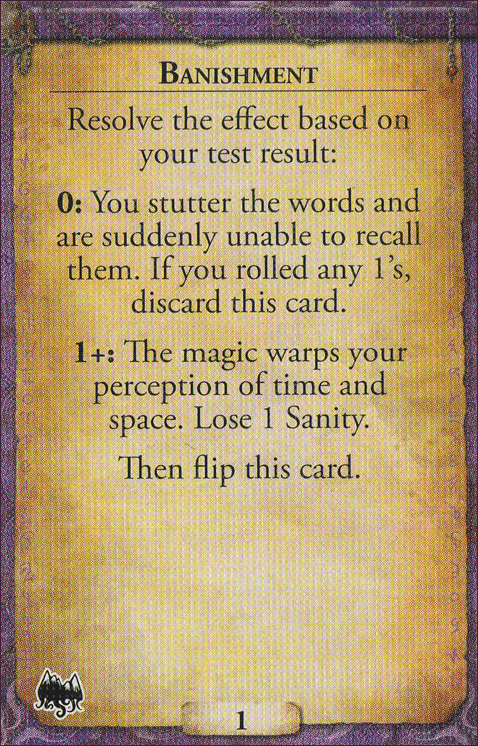 BANISHMENT
Resolve the effect based on
your test result:
0: You stutter the words and
are suddenly unable to recall
them. If you rolled any 1's,
discard this card.
1+: The magic warps your
perception of time and
space. Lose 1 Sanity.
Then flip this card.
1